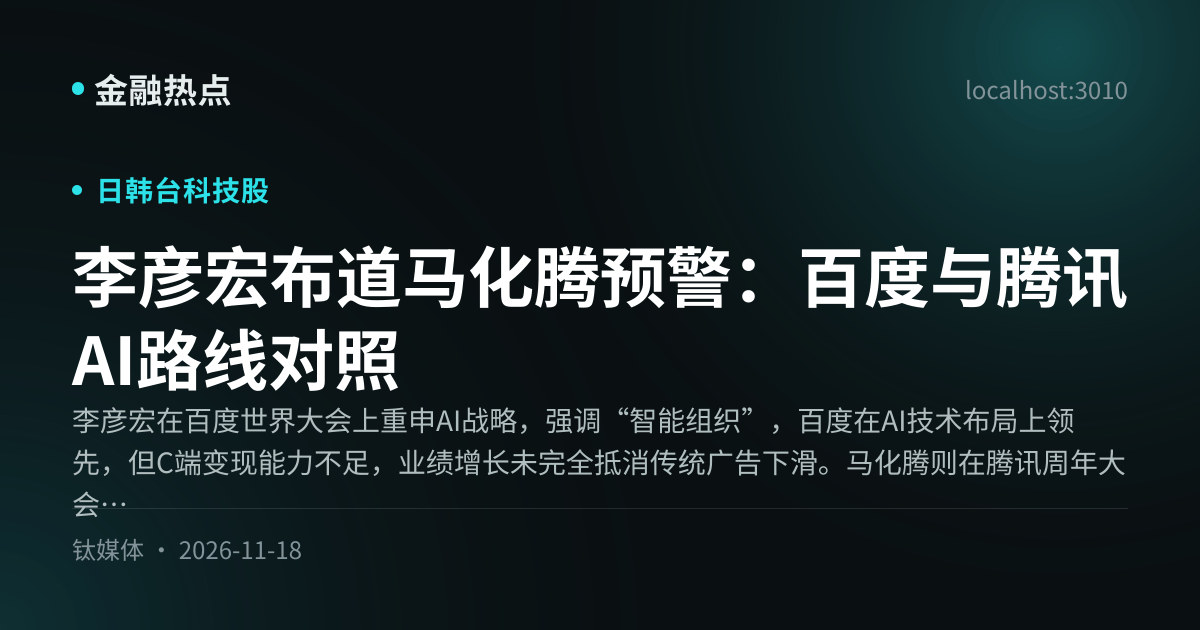 金融热点
localhost:3010
日韩台科技股
李彦宏布道马化腾预警：百度与腾讯
AI路线对照
李彦宏在百度世界大会上重申AI战略，强调“智能组织”，百度在AI技术布局上领
先，但C端变现能力不足，业绩增长未完全抵消传统广告下滑。马化腾则在腾讯周年大
会…
钛媒体 · 2026-11-18